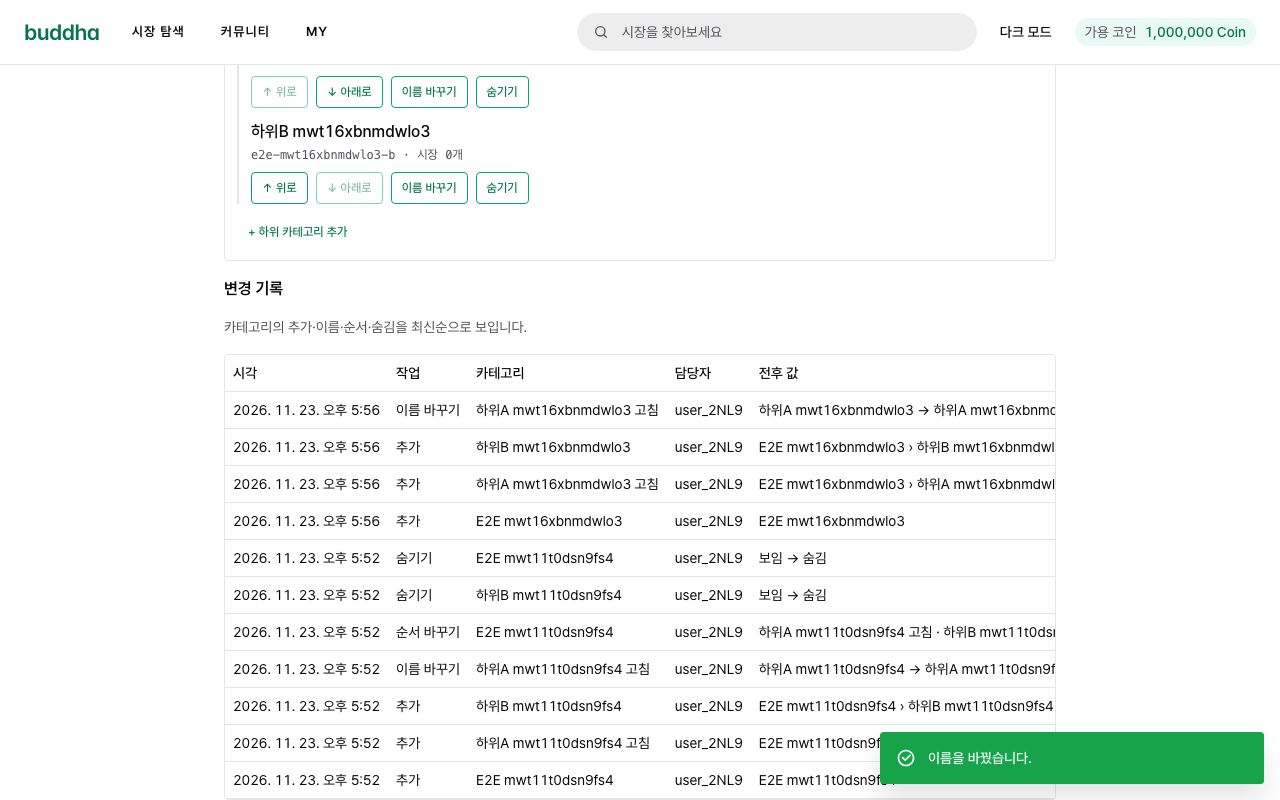 buddha 시장 탐색 커뮤니티 MY 시장을 찾아보세요 다크 모드 가용 코인 1,000,000 Coin
↑ 위로 ↓ 아래로 이름 바꾸기 숨기기
하위B mwt16xbnmdwlo3
e2e-mwt16xbnmdwlo3-b · 시장 0개
↑ 위로 ↓ 아래로 이름 바꾸기 숨기기
+ 하위 카테고리 추가
변경 기록
카테고리의 추가·이름·순서·숨김을 최신순으로 보입니다.
시각 작업 카테고리 담당자 전후 값
2026. 11. 23. 오후 5:56 이름 바꾸기 하위A mwt16xbnmdwlo3 고침 user_2NL9 하위A mwt16xbnmdwlo3 → 하위A mwt16xbnmd
2026. 11. 23. 오후 5:56 추가 하위B mwt16xbnmdwlo3 user_2NL9 E2E mwt16xbnmdwlo3 › 하위B mwt16xbnmdwl
2026. 11. 23. 오후 5:56 추가 하위A mwt16xbnmdwlo3 고침 user_2NL9 E2E mwt16xbnmdwlo3 › 하위A mwt16xbnmdwl
2026. 11. 23. 오후 5:56 추가 E2E mwt16xbnmdwlo3 user_2NL9 E2E mwt16xbnmdwlo3
2026. 11. 23. 오후 5:52 숨기기 E2E mwt11t0dsn9fs4 user_2NL9 보임 → 숨김
2026. 11. 23. 오후 5:52 숨기기 하위B mwt11t0dsn9fs4 user_2NL9 보임 → 숨김
2026. 11. 23. 오후 5:52 순서 바꾸기 E2E mwt11t0dsn9fs4 user_2NL9 하위A mwt11t0dsn9fs4 고침 · 하위B mwt11t0dsn
2026. 11. 23. 오후 5:52 이름 바꾸기 하위A mwt11t0dsn9fs4 고침 user_2NL9 하위A mwt11t0dsn9fs4 → 하위A mwt11t0dsn9f
2026. 11. 23. 오후 5:52 추가 하위B mwt11t0dsn9fs4 user_2NL9 E2E mwt11t0dsn9fs4 › 하위B mwt11t0dsn9fs4
2026. 11. 23. 오후 5:52 추가 하위A mwt11t0dsn9fs4 고침 user_2NL9 E2E mwt11t0dsn9f
2026. 11. 23. 오후 5:52 추가 E2E mwt11t0dsn9fs4 user_2NL9 E2E mwt11t0dsn9fs4
이름을 바꿨습니다.